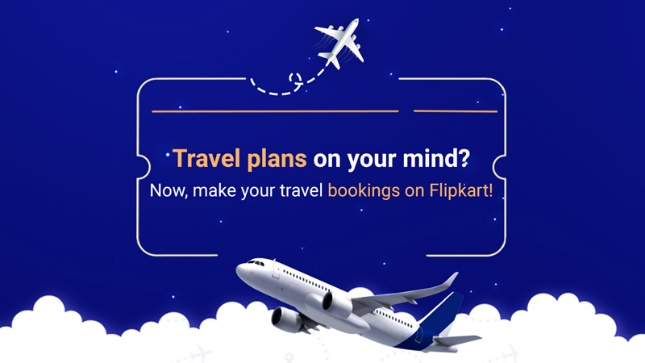 Travel plans on your mind?
Now, make your travel bookings on Flipkart!